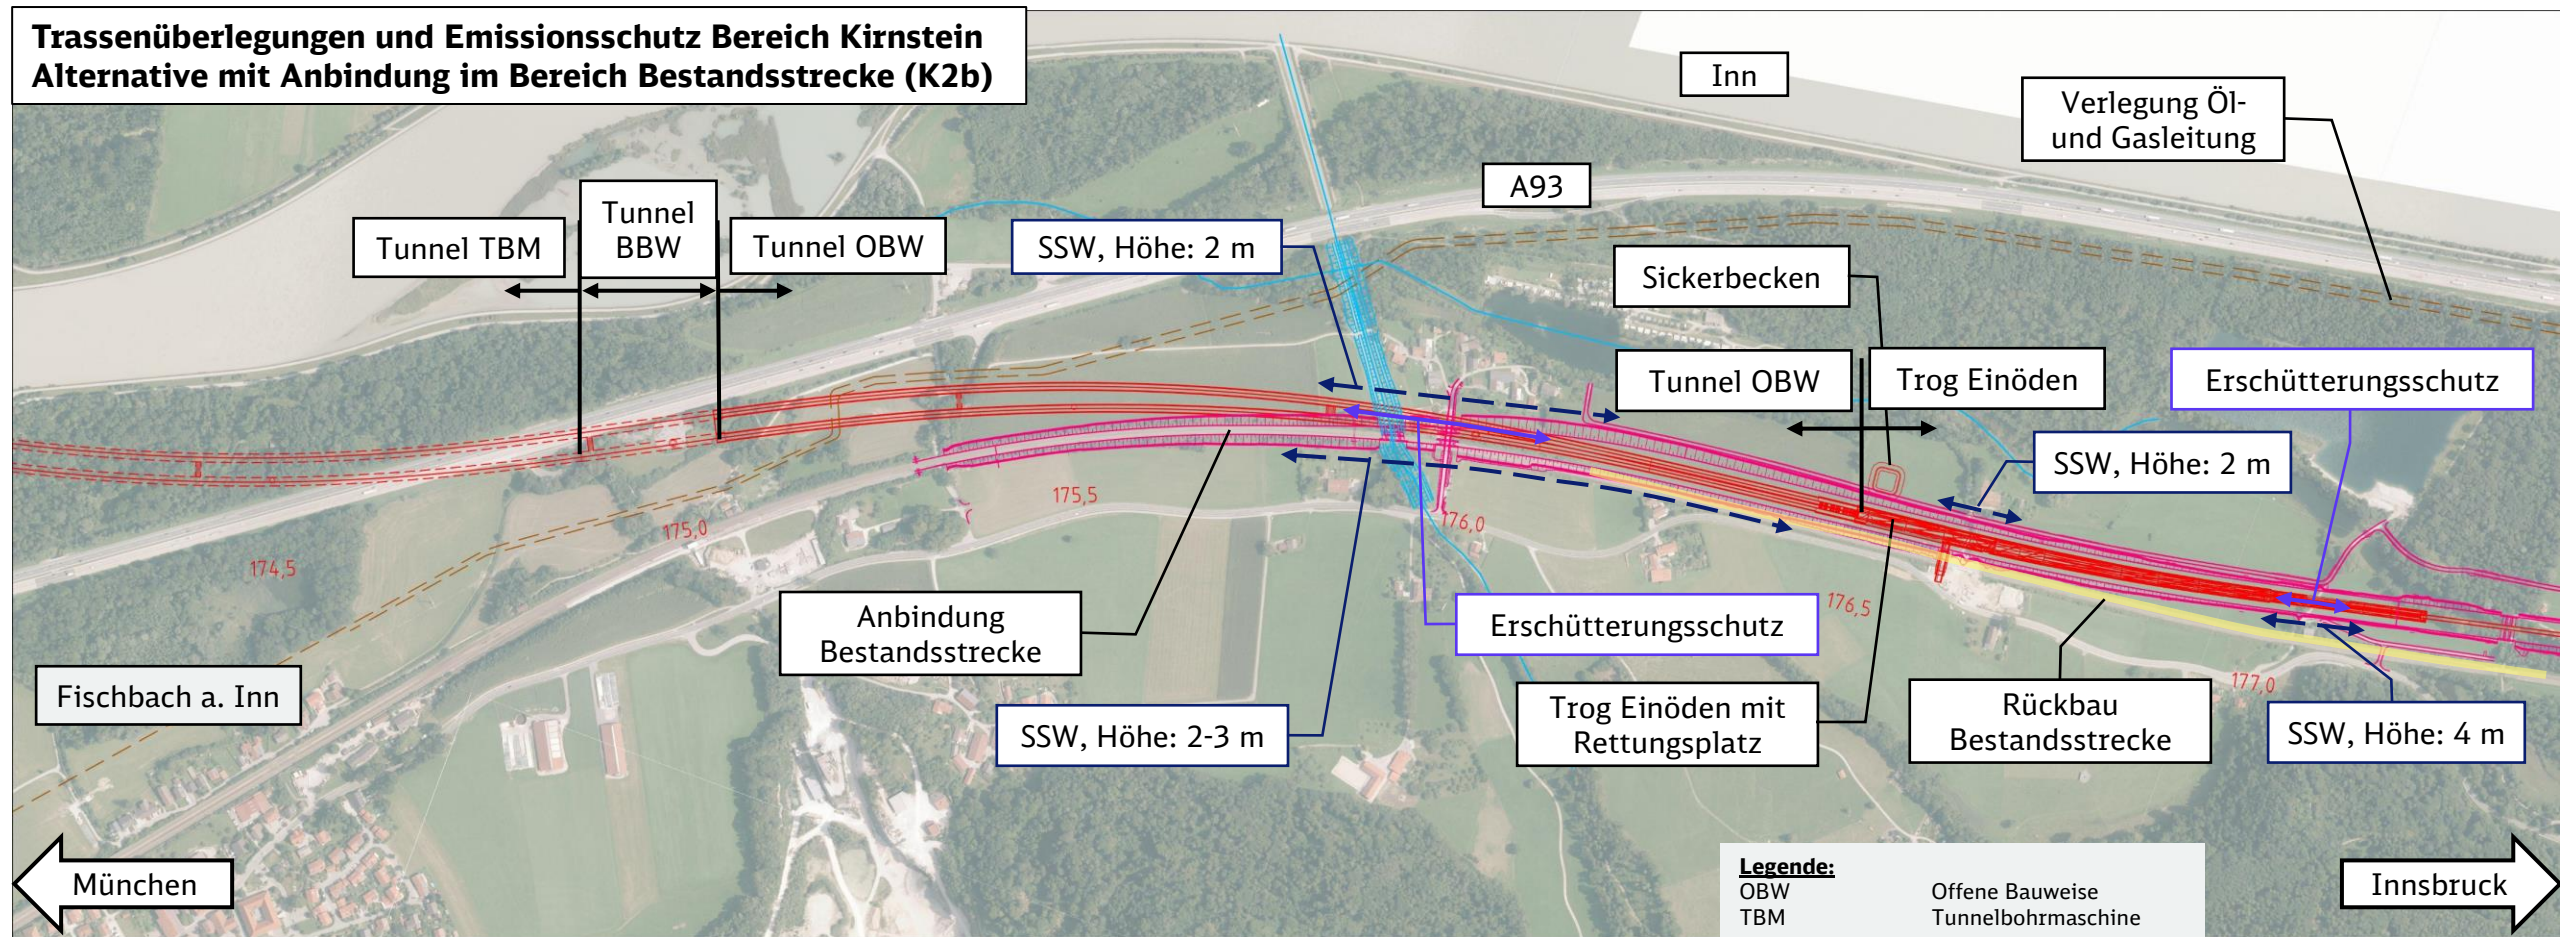 Trassenüberlegungen und Emissionsschutz Bereich Kirnstein
Alternative mit Anbindung im Bereich Bestandsstrecke (K2b)
Inn
Verlegung Öl-
und Gasleitung
A93
Tunnel TBM
Tunnel
BBW
Tunnel OBW
SSW, Höhe: 2 m
Sickerbecken
Tunnel OBW
Trog Einöden
Erschütterungsschutz
SSW, Höhe: 2 m
174,5
175,0
175,5
176,0
176,5
177,0
Anbindung
Bestandsstrecke
Erschütterungsschutz
Fischbach a. Inn
SSW, Höhe: 2-3 m
Trog Einöden mit
Rettungsplatz
Rückbau
Bestandsstrecke
SSW, Höhe: 4 m
München
Innsbruck
Legende:
OBW Offene Bauweise
TBM Tunnelbohrmaschine